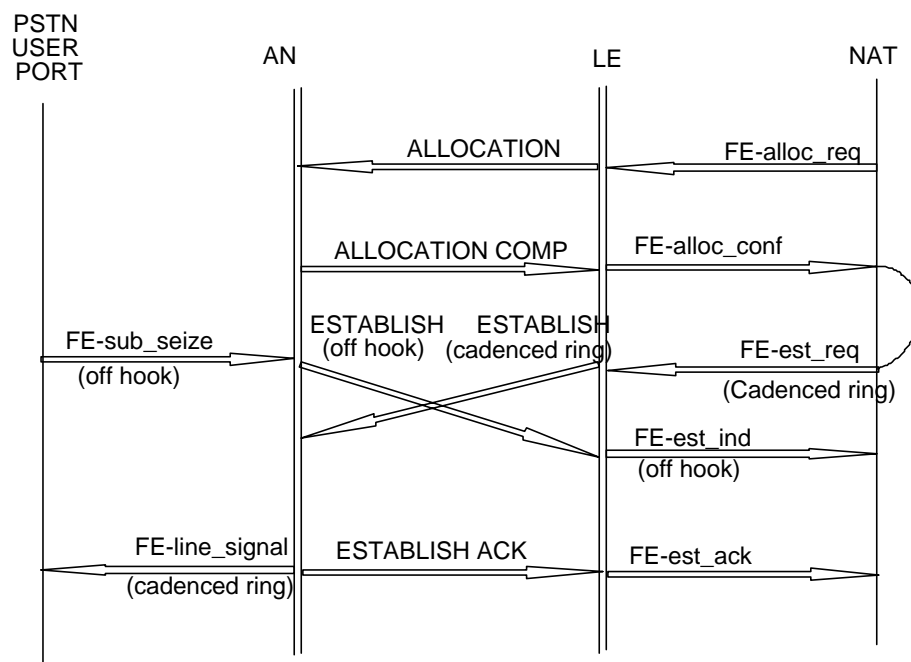 PSTN
USER
PORT
AN
LE
NAT
ALLOCATION
FE-alloc_req
ALLOCATION COMP
FE-alloc_conf
FE-sub_seize
(off hook)
ESTABLISH
(off hook)
ESTABLISH
(cadenced ring)
FE-est_req
(Cadenced ring)
FE-est_ind
(off hook)
FE-line_signal
(cadenced ring)
ESTABLISH ACK
FE-est_ack